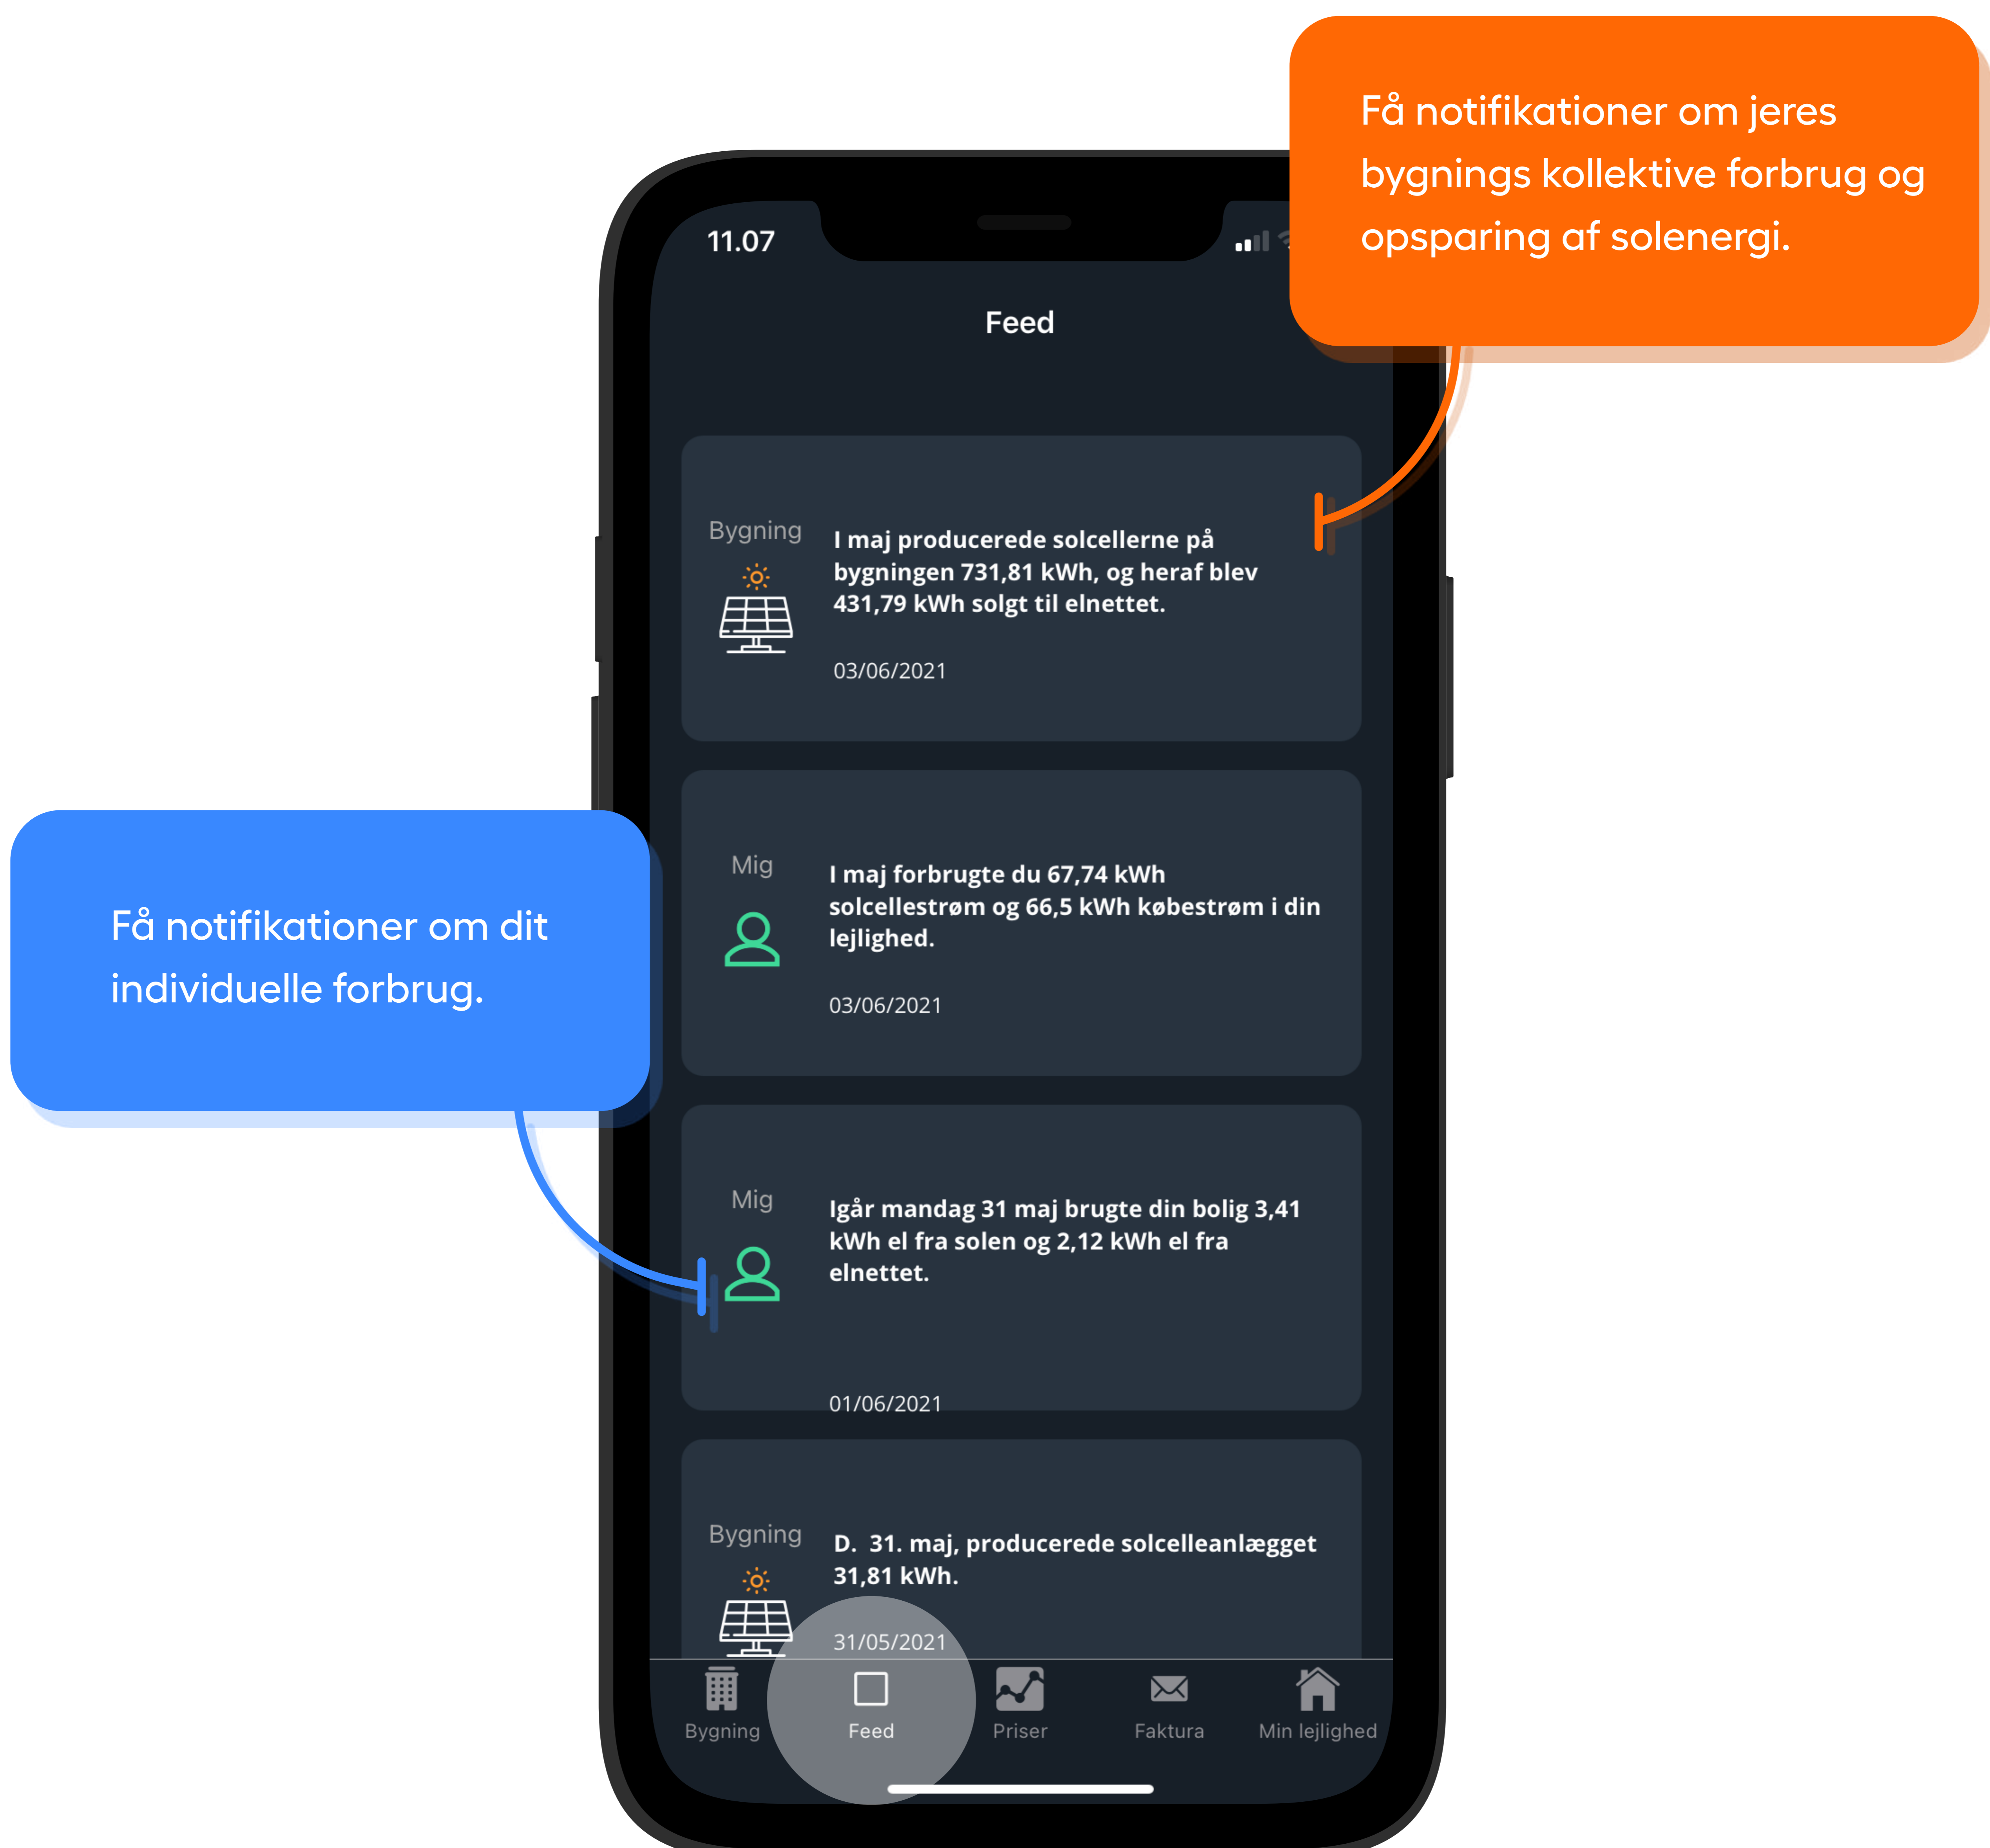 Få notifikationer om jeres
bygnings kollektive forbrug og
opsparing af solenergi.
11.07
Feed
Bygning
I maj producerede solcellerne på
bygningen 731,81 kWh, og heraf blev
431,79 kWh solgt til elnettet.
03/06/2021
Mig
I maj forbrugte du 67,74 kWh
solcellestrøm og 66,5 kWh købestrøm i din
lejlighed.
03/06/2021
Få notifikationer om dit
individuelle forbrug.
Mig
Igår mandag 31 maj brugte din bolig 3,41
kWh el fra solen og 2,12 kWh el fra
elnettet.
01/06/2021
Bygning
D.  31. maj, producerede solcelleanlægget
31,81 kWh.
31/05/2021
Bygning
Feed
Priser
Faktura
Min lejlighed